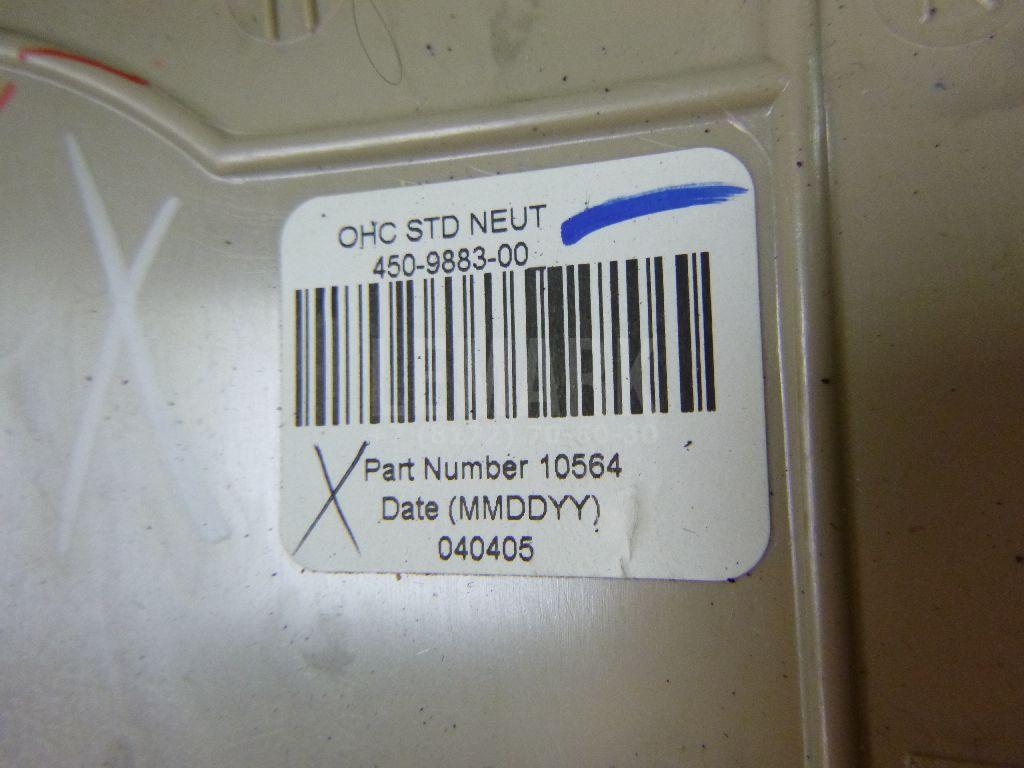 OHC STD NEUT
450-9883-00
Part Number 10564
Date (MMDDYY)
040405